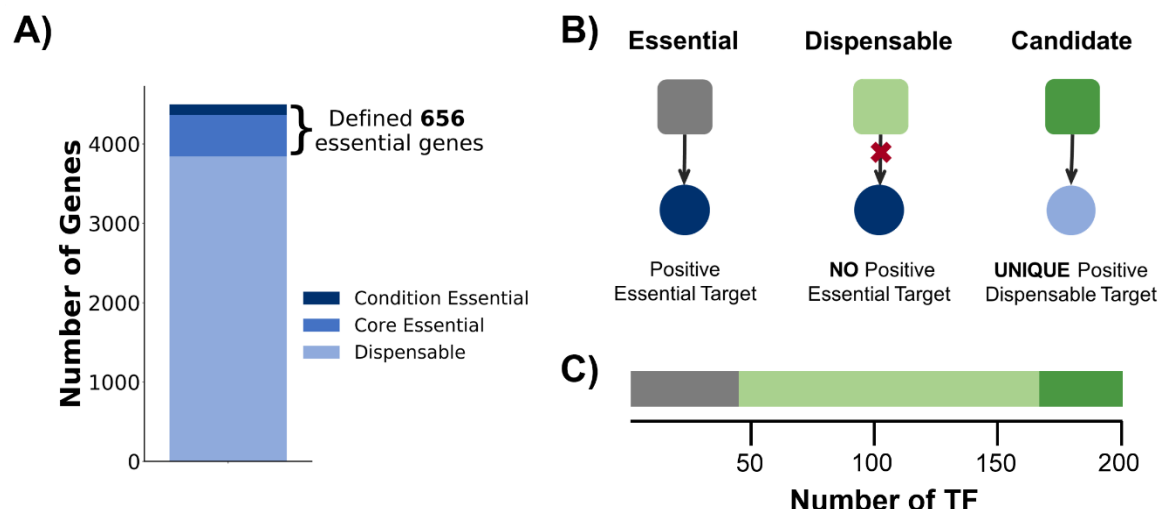 A)
Number of Genes
4000
3000
2000
1000
0
Defined 656
essential genes
Condition Essential
Core Essential
Dispensable
B)
Essential
Dispensable
Candidate
Positive
Essential Target
NO Positive
Essential Target
UNIQUE Positive
Dispensable Target
C)
50
100
150
200
Number of TF